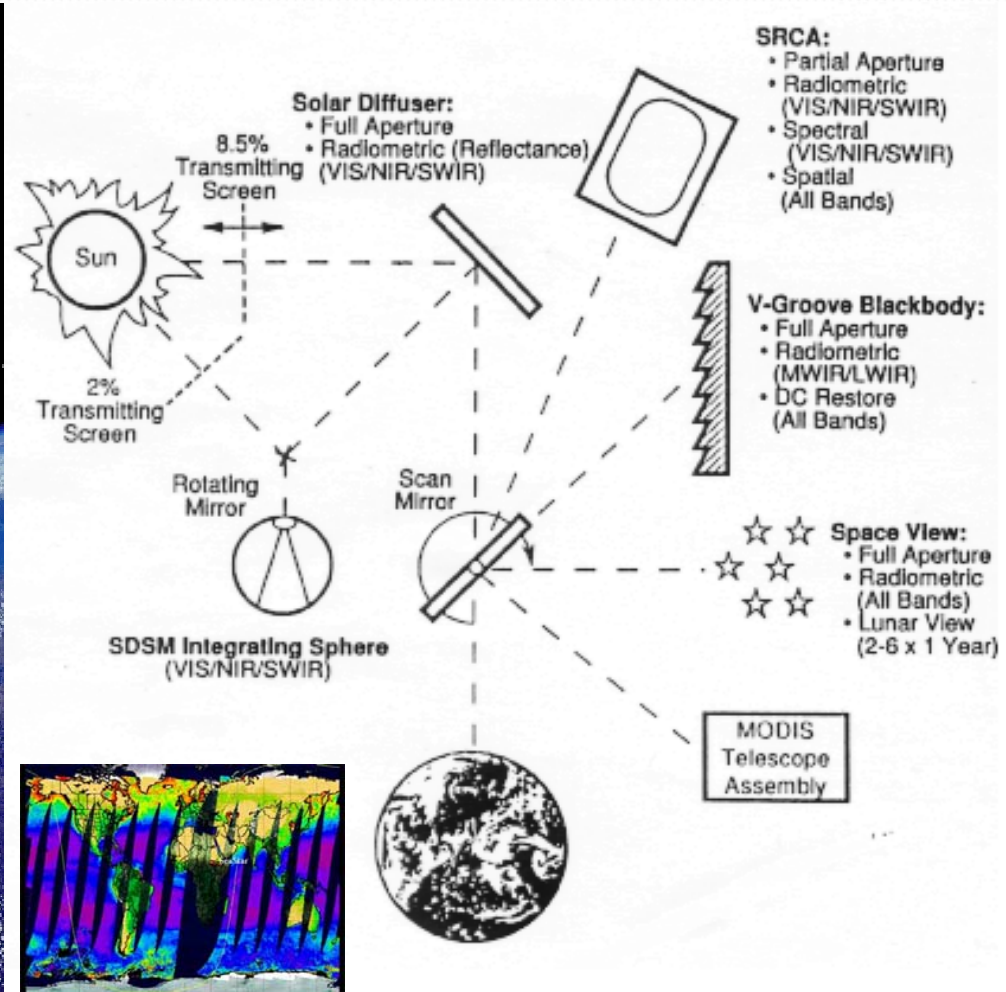 SRCA:
• Partial Aperture
• Radiometric
(VIS/NIR/SWIR)
• Spectral
(VIS/NIR/SWIR)
• Spatial
(All Bands)
Solar Diffuser:
• Full Aperture
• Radiometric (Reflectance)
(VIS/NIR/SWIR)
8.5%
Transmitting
Screen
Sun
2%
Transmitting
Screen
V-Groove Blackbody:
• Full Aperture
• Radiometric
(MWIR/LWIR)
• DC Restore
(All Bands)
Rotating
Mirror
Scan
Mirror
Space View:
• Full Aperture
• Radiometric
(All Bands)
• Lunar View
(2-6 x 1 Year)
SDSM Integrating Sphere
(VIS/NIR/SWIR)
MODIS
Telescope
Assembly